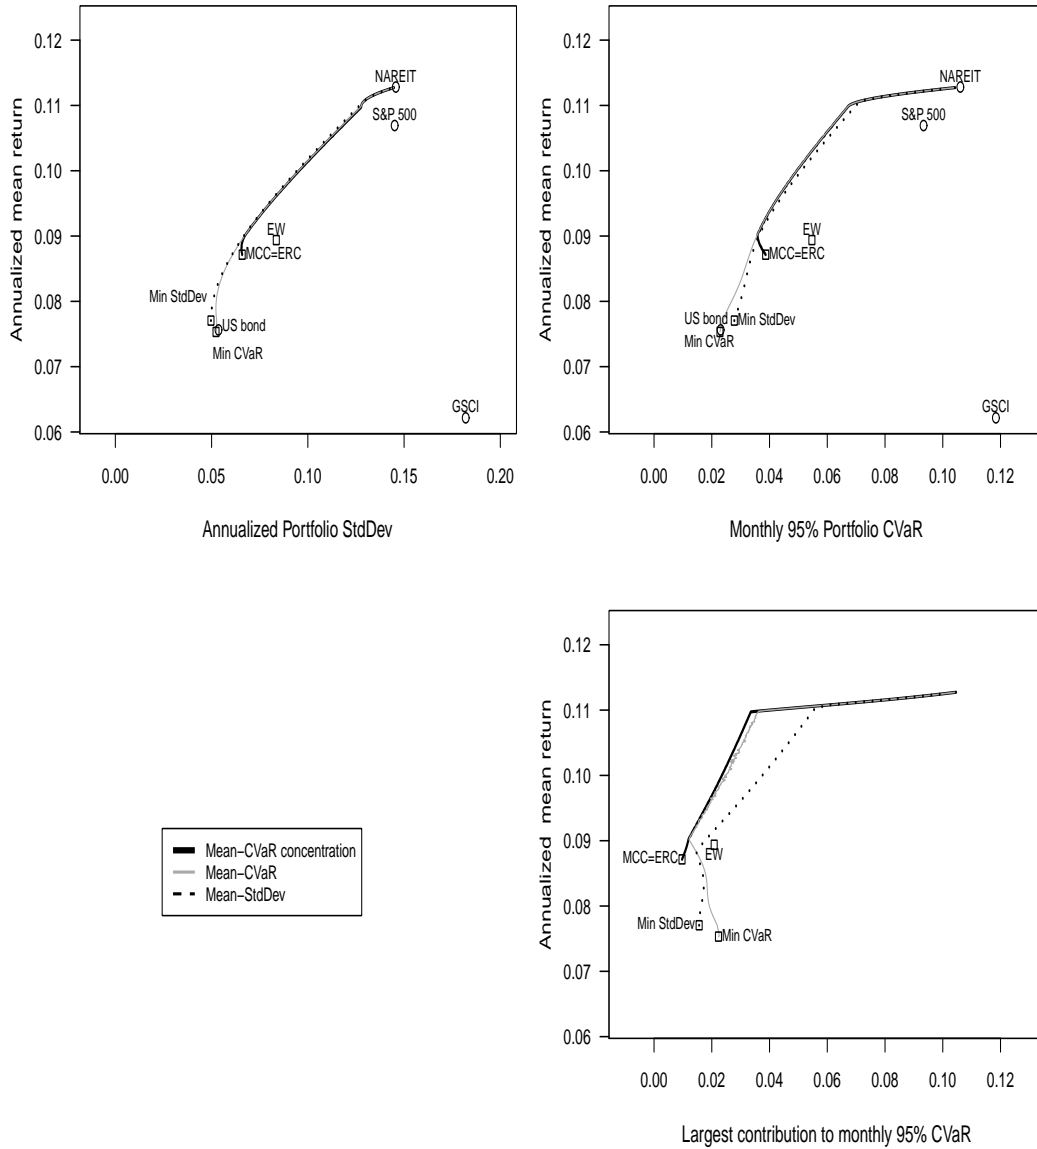 0.12
0.11
0.10
0.09
0.08
0.07
0.06
Annualized mean return
NAREIT
S&P 500
EW
MCC=ERC
Min StdDev
US bond
Min CVaR
GSCI
0.00
0.05
0.10
0.15
0.20
Annualized Portfolio StdDev
0.12
0.11
0.10
0.09
0.08
0.07
0.06
Annualized mean return
NAREIT
S&P 500
EW
MCC=ERC
US bond
Min StdDev
Min CVaR
GSCI
0.00
0.02
0.04
0.06
0.08
0.10
0.12
Monthly 95% Portfolio CVaR
Mean−CVaR concentration
Mean−CVaR
Mean−StdDev
0.12
0.11
0.10
0.09
0.08
0.07
0.06
Annualized mean return
MCC=ERC
EW
Min StdDev
Min CVaR
0.00
0.02
0.04
0.06
0.08
0.10
0.12
Largest contribution to monthly 95% CVaR